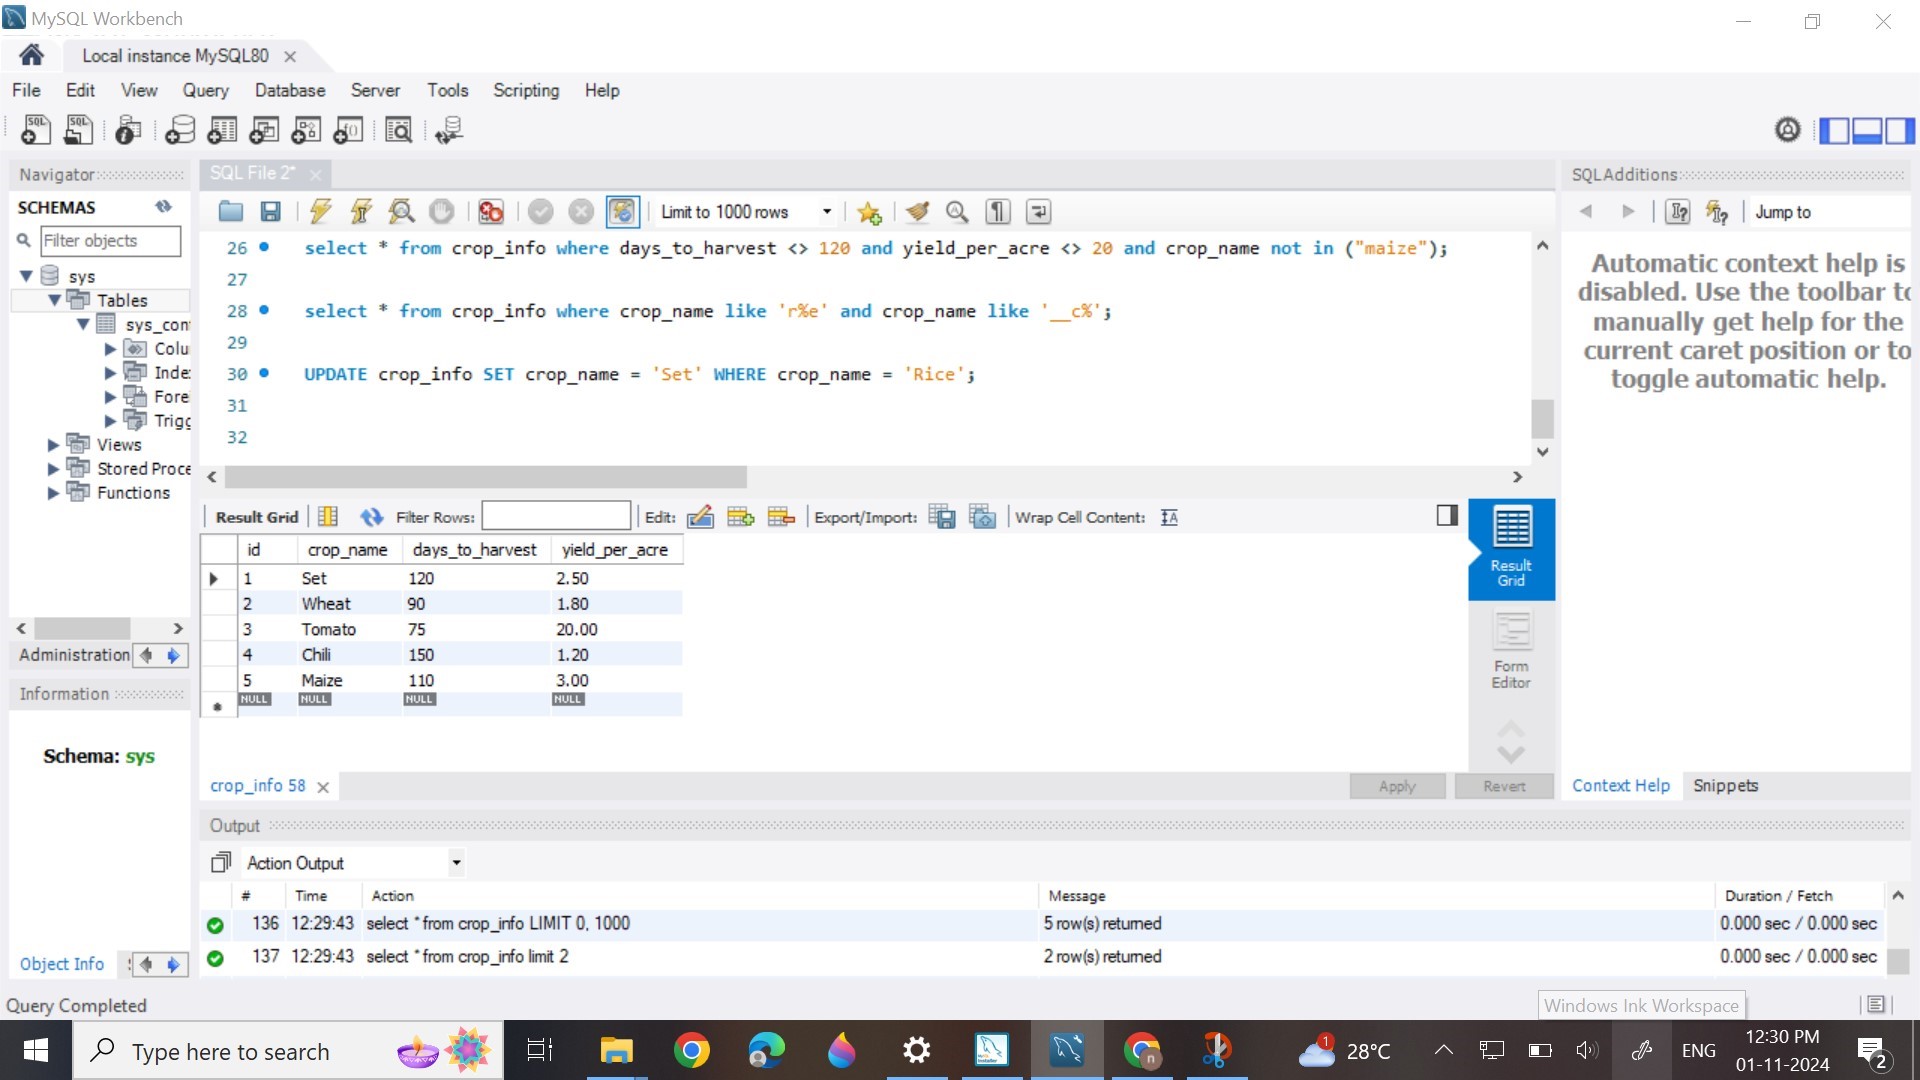 MySQL Workbench
Local instance MySQL80
File Edit View Query Database Server Tools Scripting Help
Navigator
SCHEMAS
Filter objects
sys
Tables
sys_con
Colu
Inde
Fore
Trigg
Views
Stored Proce
Functions
Administration
Information
Schema: sys
Object Info
SQL File 2*
Limit to 1000 rows
26 select * from crop_info where days_to_harvest <> 120 and yield_per_acre <> 20 and crop_name not in ("maize");
27
28 select * from crop_info where crop_name like 'r%e' and crop_name like '__c%';
29
30 UPDATE crop_info SET crop_name = 'Set' WHERE crop_name = 'Rice';
31
32
Result Grid Filter Rows: Edit: Export/Import: Wrap Cell Content: IA
id crop_name days_to_harvest yield_per_acre
1 Set 120 2.50
2 Wheat 90 1.80
3 Tomato 75 20.00
4 Chili 150 1.20
5 Maize 110 3.00
NULL NULL NULL NULL
Result
Grid
Form
Editor
crop_info 58
Apply Revert
SQLAdditions
Jump to
Automatic context help is
disabled. Use the toolbar to
manually get help for the
current caret position or to
toggle automatic help.
Context Help Snippets
Output
Action Output
# Time Action Message Duration / Fetch
136 12:29:43 select * from crop_info LIMIT 0, 1000 5 row(s) returned 0.000 sec / 0.000 sec
137 12:29:43 select * from crop_info limit 2 2 row(s) returned 0.000 sec / 0.000 sec
Query Completed
Windows Ink Workspace
Type here to search
1
28°C
ENG
12:30 PM
01-11-2024
2